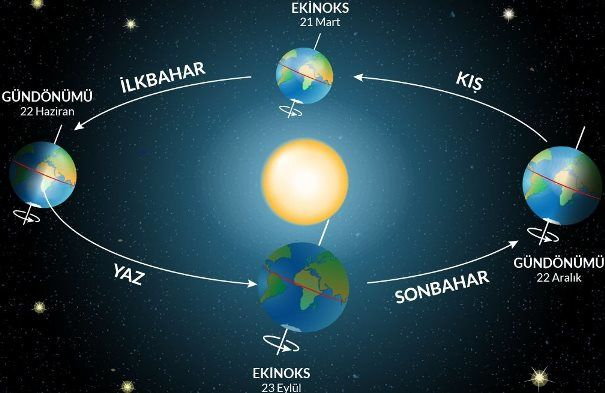 EKİNOKS
21 Mart
İLKBAHAR
KIŞ
GÜNDÖNÜMÜ
22 Haziran
YAZ
SONBAHAR
GÜNDÖNÜMÜ
22 Aralık
EKİNOKS
23 Eylül